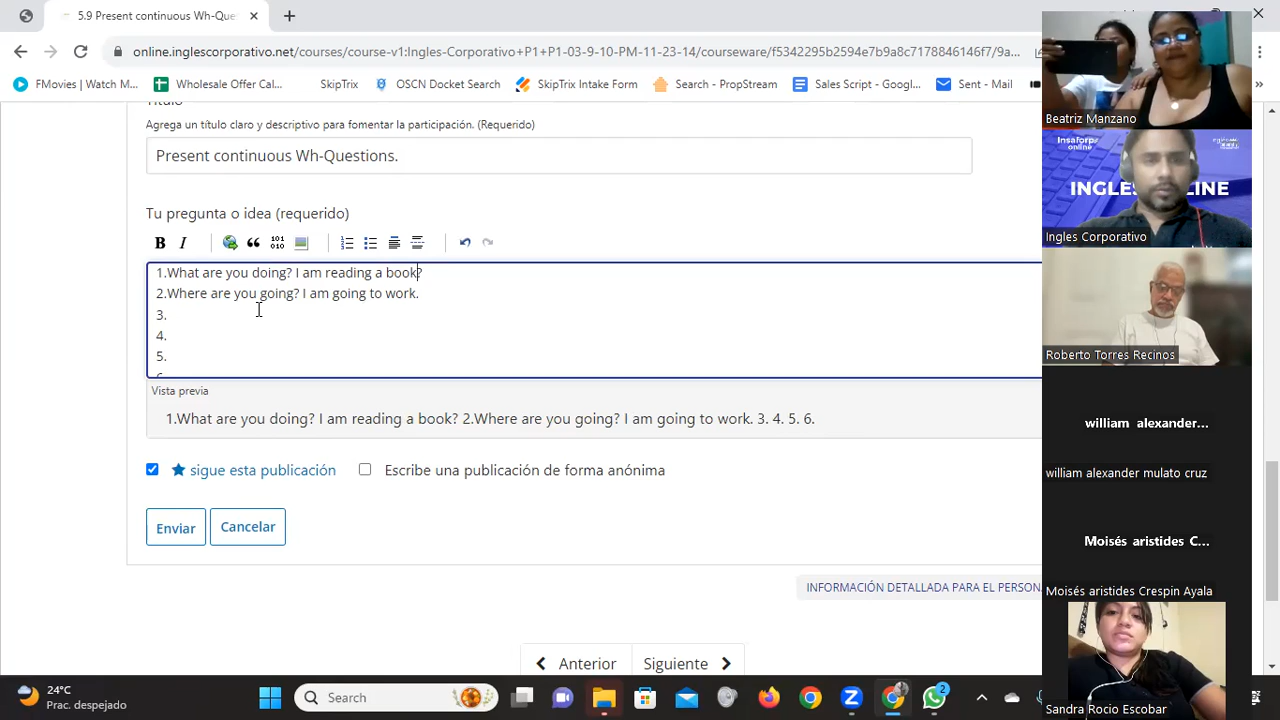 5.9 Present continuous Wh-Ques
online.inglescorporativo.net/courses/course-v1:Ingles-Corporativo+P1+P1-03-9-10-PM-11-23-14/courseware/f5342295b2594e7b9a8c7178846146f7/9a...
FMovies | Watch M...
Wholesale Offer Cal...
SkipTrix
SCN Docket Search
SkipTrix Intake Form
Search - PropStream
Sales Script - Googl...
Sent - Mail
Título
Agrega un título claro y descriptivo para fomentar la participación. (Requerido)
Present continuous Wh-Questions.
Tu pregunta o idea (requerido)
B I
1.What are you doing? I am reading a book?
2.Where are you going? I am going to work.
3.
4.
5.
6.
Vista previa
1.What are you doing? I am reading a book? 2.Where are you going? I am going to work. 3. 4. 5. 6.
sigue esta publicación
Escribe una publicación de forma anónima
Enviar
Cancelar
INFORMACIÓN DETALLADA PARA EL PERSON
Anterior
Siguiente
24°C
Prac. despejado
Search
2
Beatriz Manzano
Insaforp
online
Ingles Corporativo
Roberto Torres Recinos
william alexander...
william alexander mulato cruz
Moisés aristides C...
Moisés aristides Crespin Ayala
Sandra Rocio Escobar